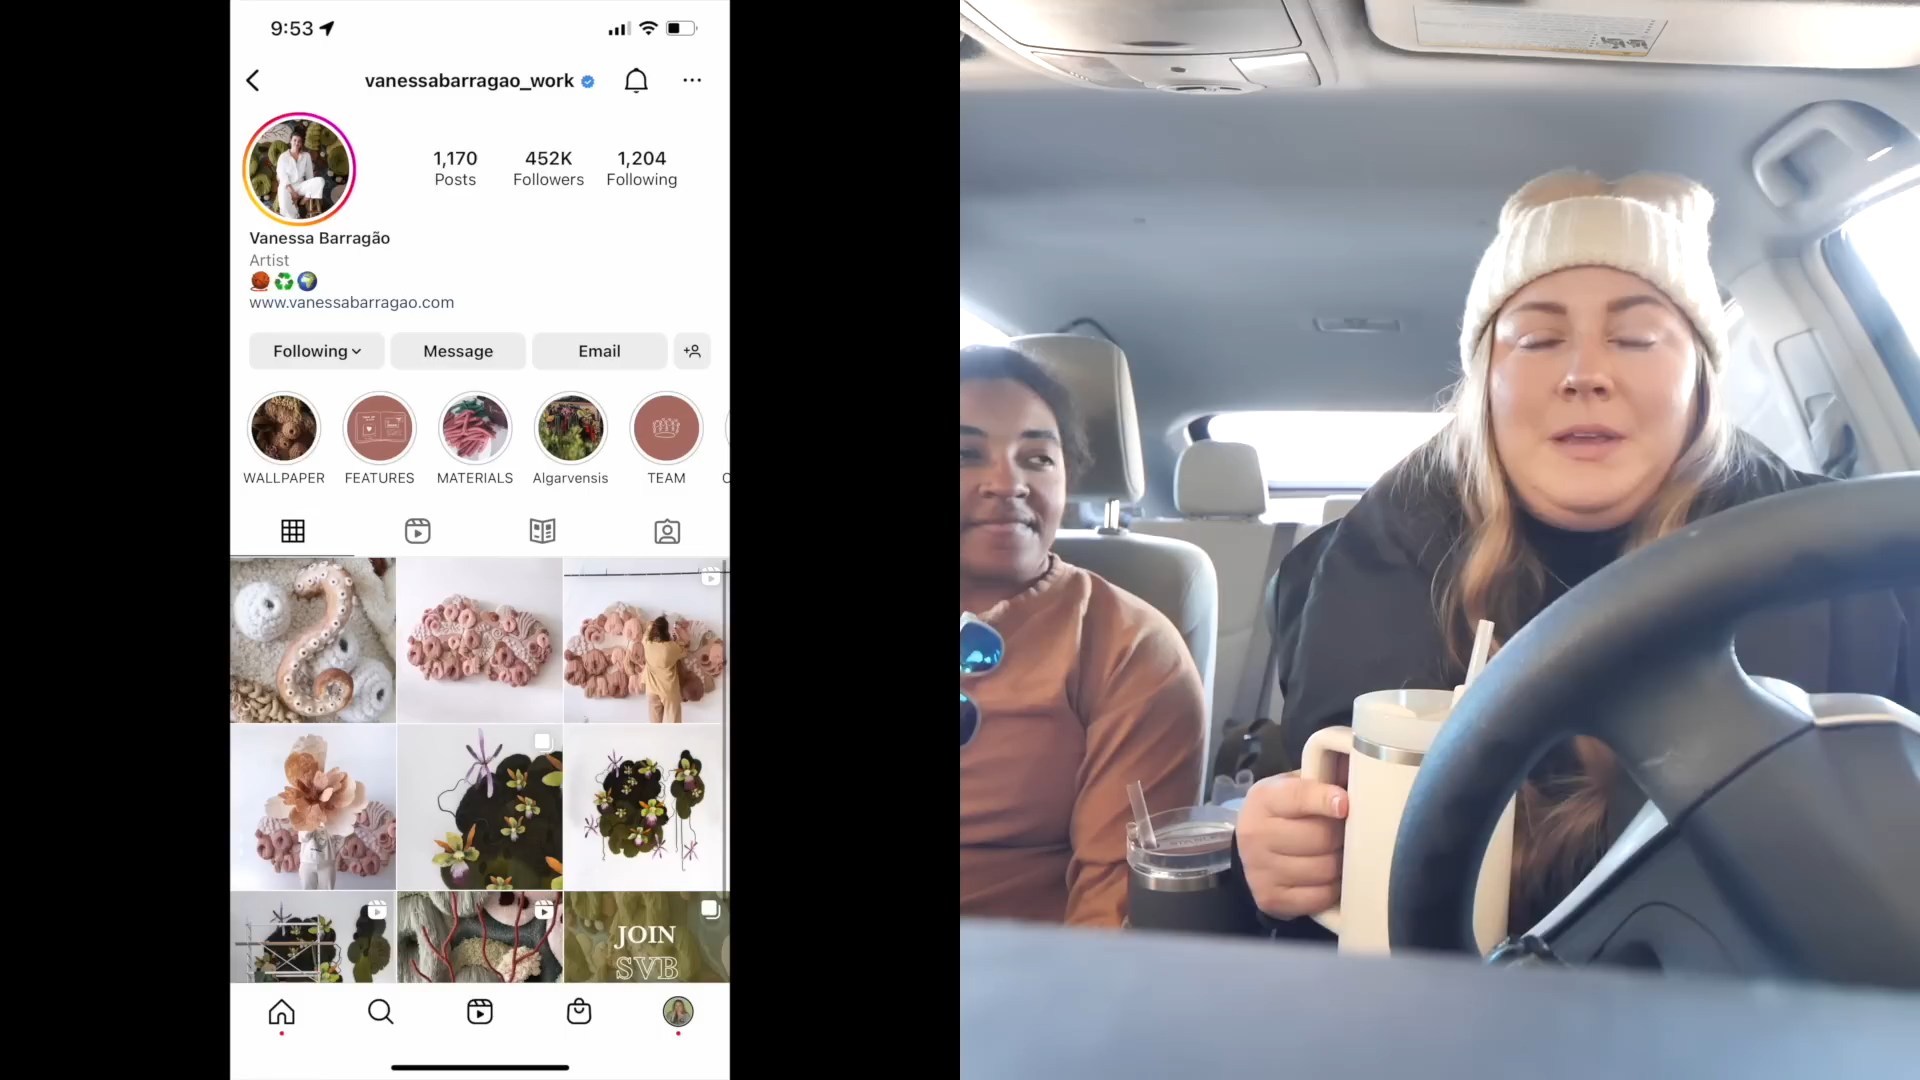 9:53
vanessabarragao_work
1,170
Posts
452K
Followers
1,204
Following
Vanessa Barragão
Artist
www.vanessabarragao.com
Following
Message
Email
WALLPAPER
FEATURES
MATERIALS
Algarvensis
TEAM
JOIN
SVB